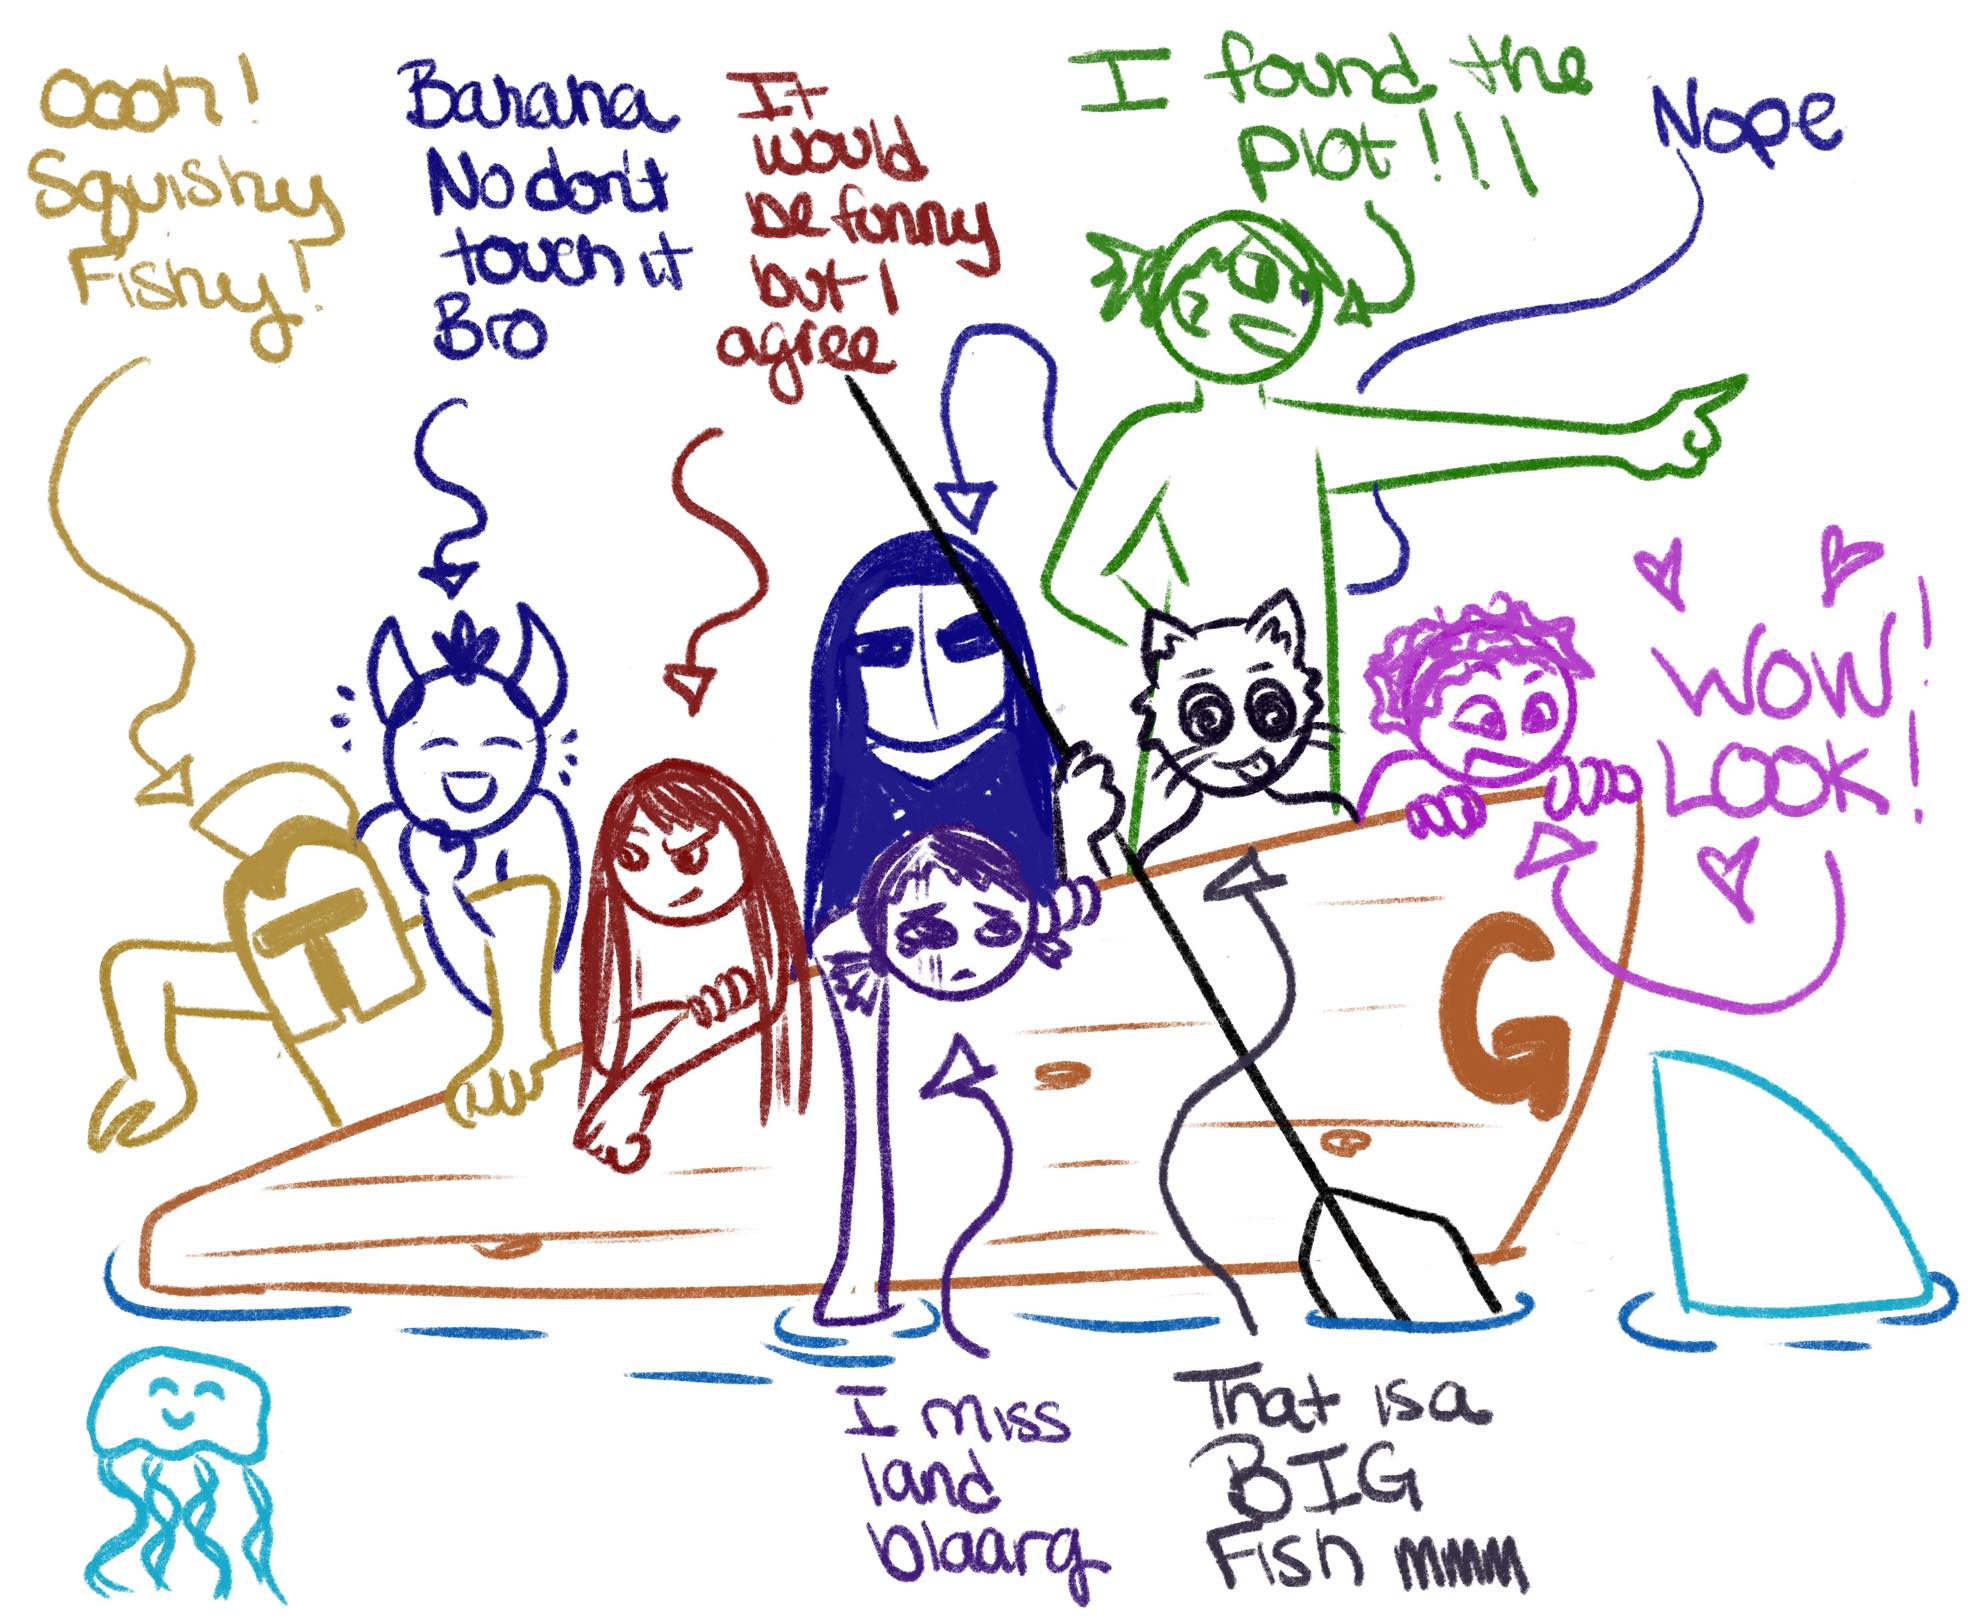 Oooh!
Squishy
Fishy!
Banana
No don't
touch it
Bro
It
would
be funny
but I
agree
I found the
plot!!!
Nope
WOW!
LOOK!
G
I miss
land
blaarg
That is a
BIG
Fish mmm